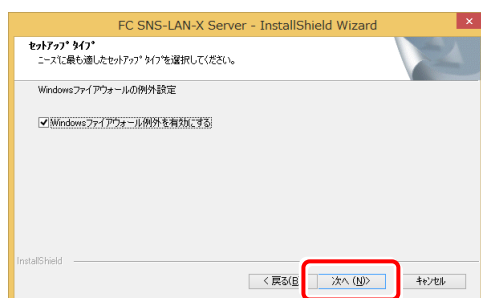 FC SNS-LAN-X Server - InstallShield Wizard
セットアップ タイプ
ニーズに最も適したセットアップ タイプを選択してください。
Windowsファイアウォールの例外設定
Windowsファイアウォール例外を有効にする
InstallShield
< 戻る(B
次へ (N)>
キャンセル